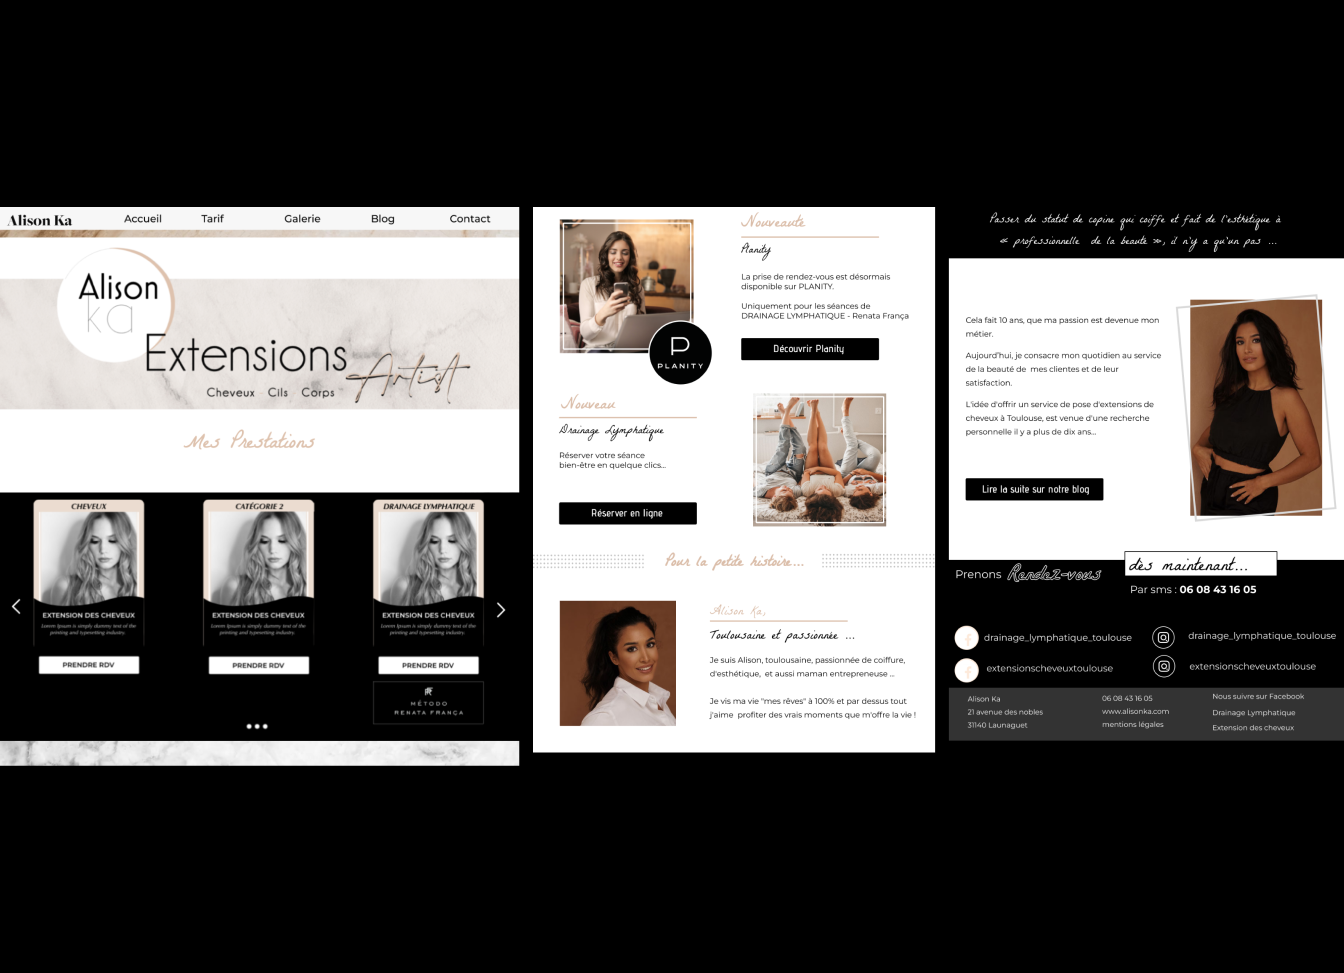 Alison Ka
Accueil
Tarif
Galerie
Blog
Contact
Alison
ka
Extensions
Artist
Cheveux Cils Corps
Mes Prestations
CHEVEUX
EXTENSION DES CHEVEUX
Lorem Ipsum is simply dummy text of the
printing and typesetting industry.
PRENDRE RDV
CATÉGORIE 2
EXTENSION DES CHEVEUX
Lorem Ipsum is simply dummy text of the
printing and typesetting industry.
PRENDRE RDV
DRAINAGE LYMPHATIQUE
EXTENSION DES CHEVEUX
Lorem Ipsum is simply dummy text of the
printing and typesetting industry.
PRENDRE RDV
MÉTODO
RENATA FRANÇA
PLANITY
Nouveauté
Planity
La prise de rendez-vous est désormais
disponible sur PLANITY.
Uniquement pour les séances de
DRAINAGE LYMPHATIQUE - Renata França
Découvrir Planity
Nouveau
Drainage Lymphatique
Réserver votre séance
bien-être en quelque clics...
Réserver en ligne
Pour la petite histoire...
Alison Ka,
Toulousaine et passionnée ...
Je suis Alison, toulousaine, passionnée de coiffure,
d'esthétique, et aussi maman entrepreneuse ...
Je vis ma vie "mes rêves" à 100% et par dessus tout
j'aime profiter des vrais moments que m'offre la vie !
Passer du statut de copine qui coiffe et fait de l'esthétique à
« professionnelle de la beauté », il n'y a qu'un pas ...
Cela fait 10 ans, que ma passion est devenue mon
métier.
Aujourd'hui, je consacre mon quotidien au service
de la beauté de mes clientes et de leur
satisfaction.
L'idée d'offrir un service de pose d'extensions de
cheveux à Toulouse, est venue d'une recherche
personnelle il y a plus de dix ans...
Lire la suite sur notre blog
Prenons Rendez-vous
dès maintenant...
Par sms : 06 08 43 16 05
drainage_lymphatique_toulouse
drainage_lymphatique_toulouse
extensionscheveuxtoulouse
extensionscheveuxtoulouse
Alison Ka
21 avenue des nobles
31140 Launaguet
06 08 43 16 05
www.alisonka.com
mentions légales
Nous suivre sur Facebook
Drainage Lymphatique
Extension des cheveux